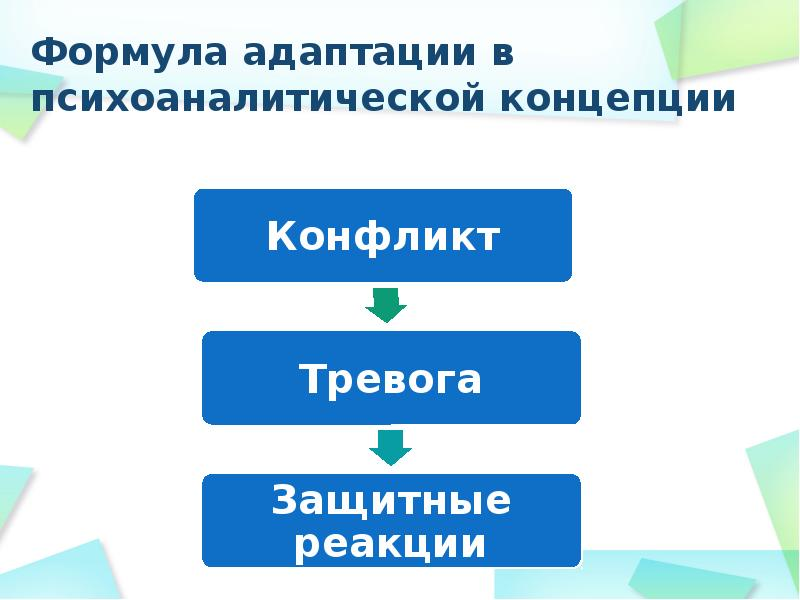 Формула адаптации в
психоаналитической концепции
Конфликт
Тревога
Защитные
реакции